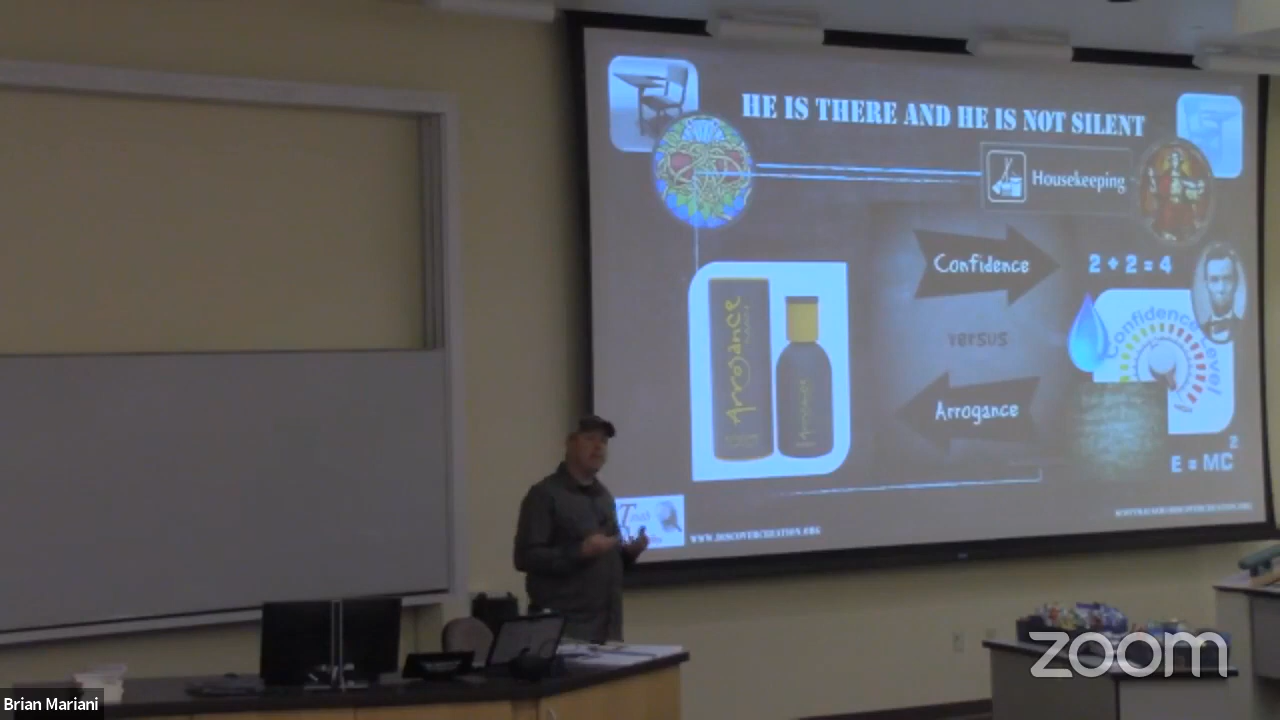 HE IS THERE AND HE IS NOT SILENT
Housekeeping
Confidence
2 + 2 = 4
versus
Arrogance
Confidence Level
Arrogance
Arrogance
E = MC
2
WWW.DISCOVERCREATION.ORG
zoom
Brian Mariani